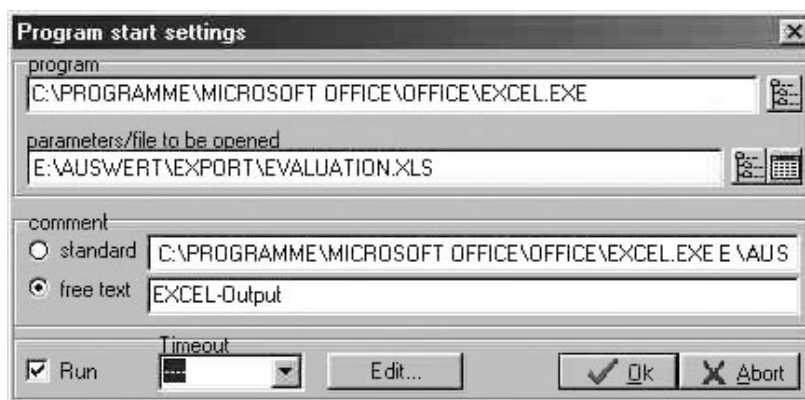 Program start settings
program
C:\PROGRAMME\MICROSOFT OFFICE\OFFICE\EXCEL.EXE
parameters/file to be opened
E:\AUSWERT\EXPORT\EVALUATION.XLS
comment
standard C:\PROGRAMME\MICROSOFT OFFICE\OFFICE\EXCEL.EXE E \AUS
free text EXCEL-Output
Timeout
Run --- Edit... Ok Abort